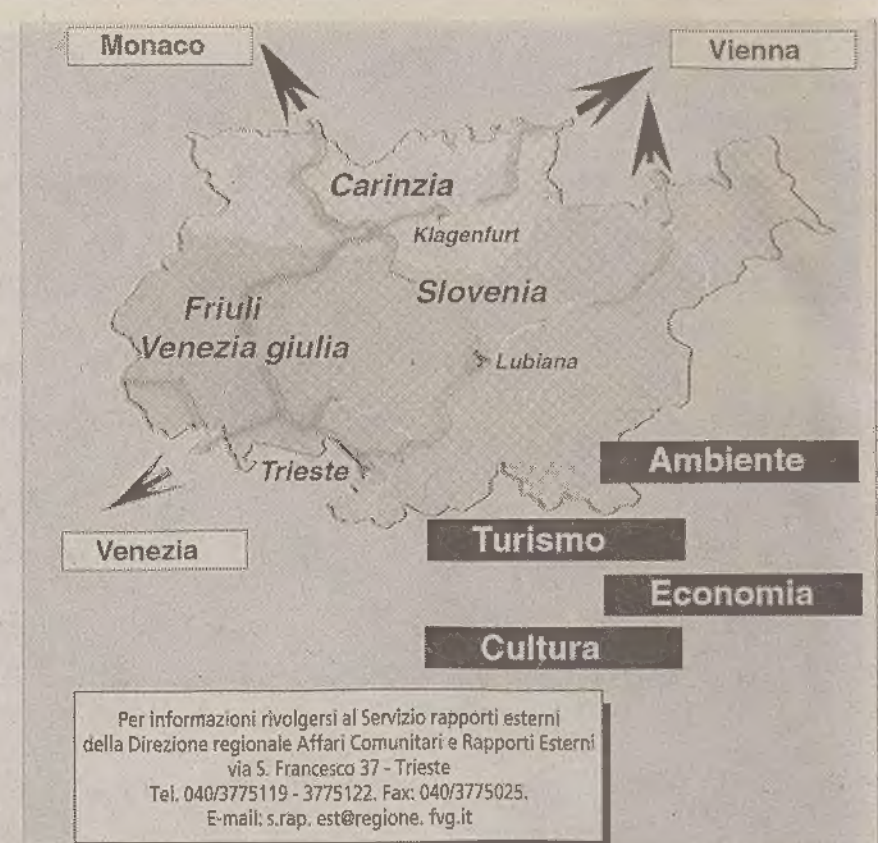 Monaco
Vienna
Carinzia
Klagenfurt
Slovenia
Friuli
Venezia giulia
Lubiana
Trieste
Ambiente
Venezia
Turismo
Economia
Cultura
Per informazioni rivolgersi al Servizio rapporti esterni
della Direzione regionale Affari Comunitari e Rapporti Esterni
via S. Francesco 37 - Trieste
Tel. 040/3775119 - 3775122. Fax: 040/3775025.
E-mail: s.rap. est@regione. fvg.it